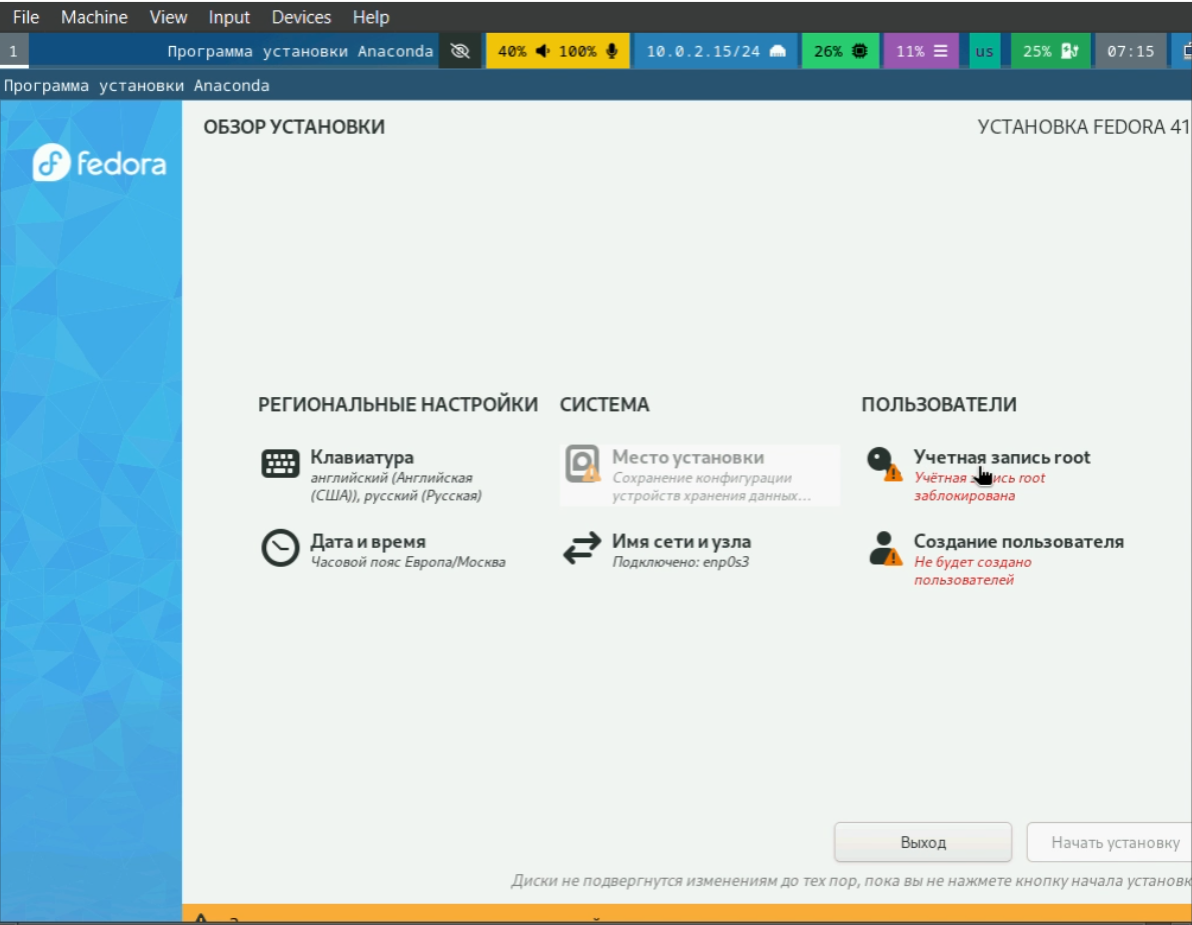 File Machine View Input Devices Help
1 Программа установки Anaconda 40% 100% 10.0.2.15/24 26% 11% us 25% 07:15
Программа установки Anaconda
fedora
ОБЗОР УСТАНОВКИ
УСТАНОВКА FEDORA 41
РЕГИОНАЛЬНЫЕ НАСТРОЙКИ
Клавиатура
английский (Английская
(США)), русский (Русская)
Дата и время
Часовой пояс Европа/Москва
СИСТЕМА
Место установки
Сохранение конфигурации
устройств хранения данных...
Имя сети и узла
Подключено: enp0s3
ПОЛЬЗОВАТЕЛИ
Учетная запись root
Учётная запись root
заблокирована
Создание пользователя
Не будет создано
пользователей
Выход
Начать установку
Диски не подвергнутся изменениям до тех пор, пока вы не нажмете кнопку начала установк